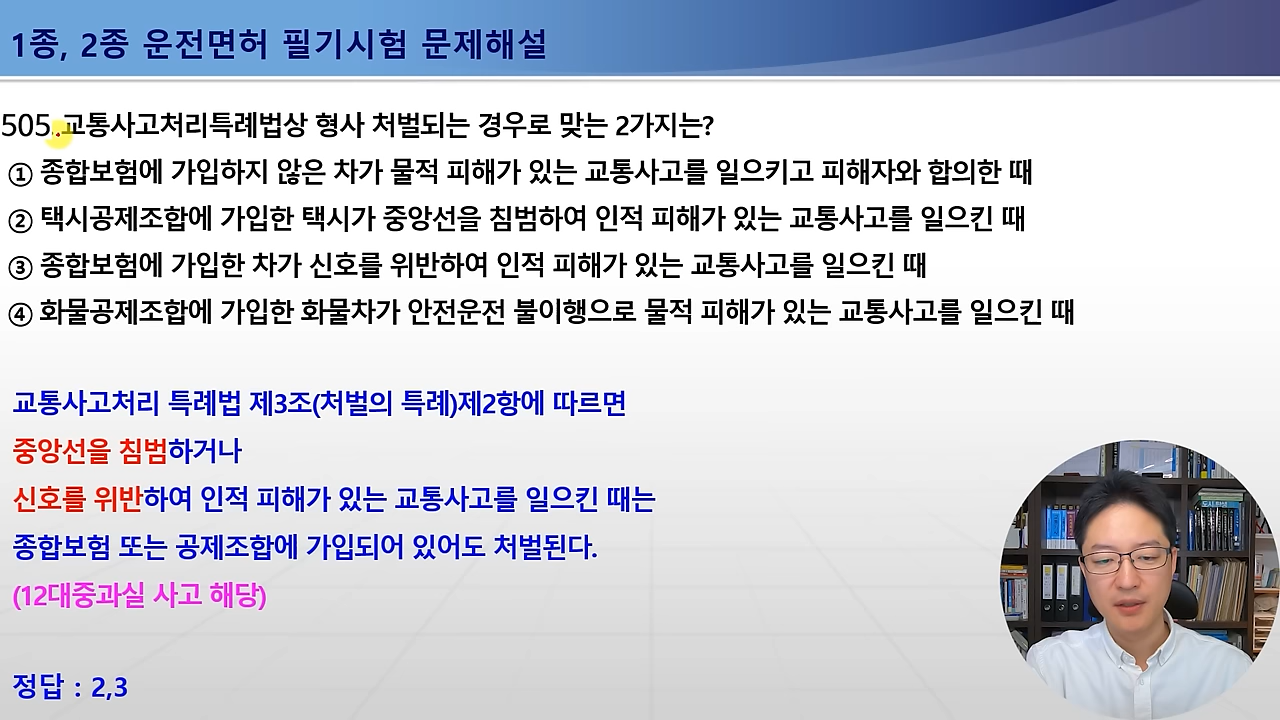 1종, 2종 운전면허 필기시험 문제해설
505. 교통사고처리특례법상 형사 처벌되는 경우로 맞는 2가지는?
① 종합보험에 가입하지 않은 차가 물적 피해가 있는 교통사고를 일으키고 피해자와 합의한 때
② 택시공제조합에 가입한 택시가 중앙선을 침범하여 인적 피해가 있는 교통사고를 일으킨 때
③ 종합보험에 가입한 차가 신호를 위반하여 인적 피해가 있는 교통사고를 일으킨 때
④ 화물공제조합에 가입한 화물차가 안전운전 불이행으로 물적 피해가 있는 교통사고를 일으킨 때
교통사고처리 특례법 제3조(처벌의 특례)제2항에 따르면
중앙선을 침범하거나
신호를 위반하여 인적 피해가 있는 교통사고를 일으킨 때는
종합보험 또는 공제조합에 가입되어 있어도 처벌된다.
(12대중과실 사고 해당)
정답 : 2,3